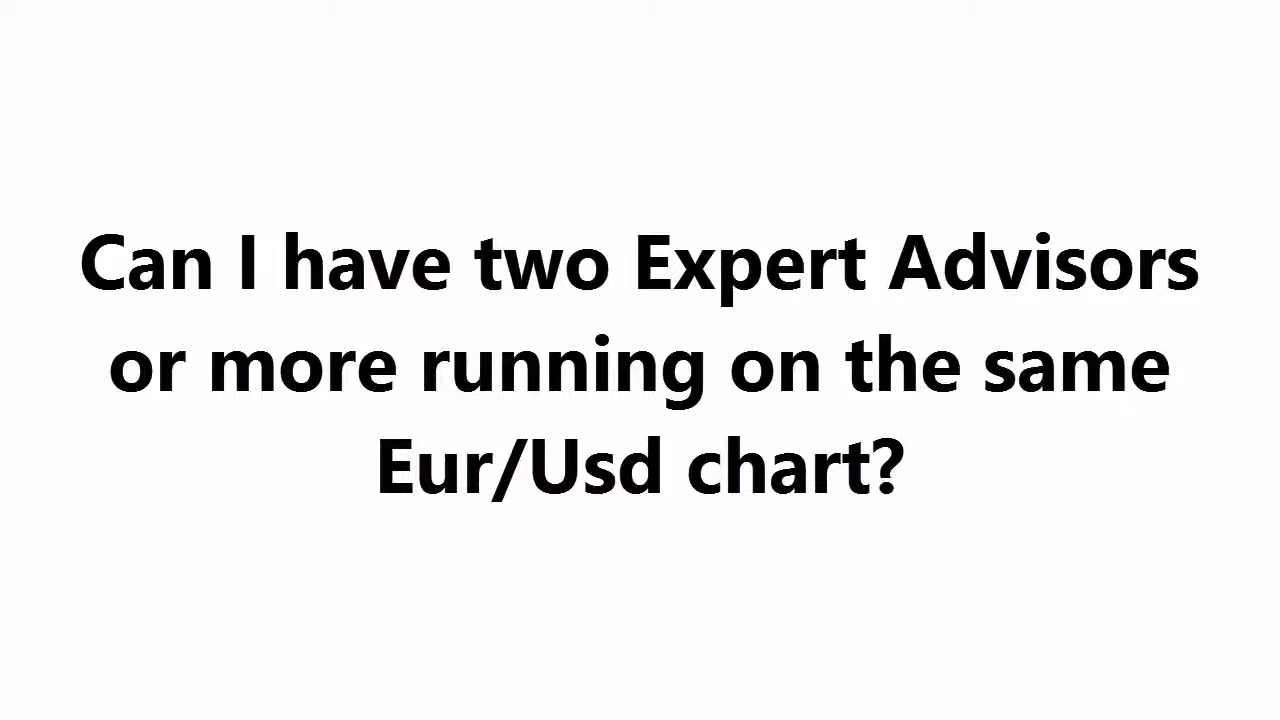 Can I have two Expert Advisors
or more running on the same
Eur/Usd chart?